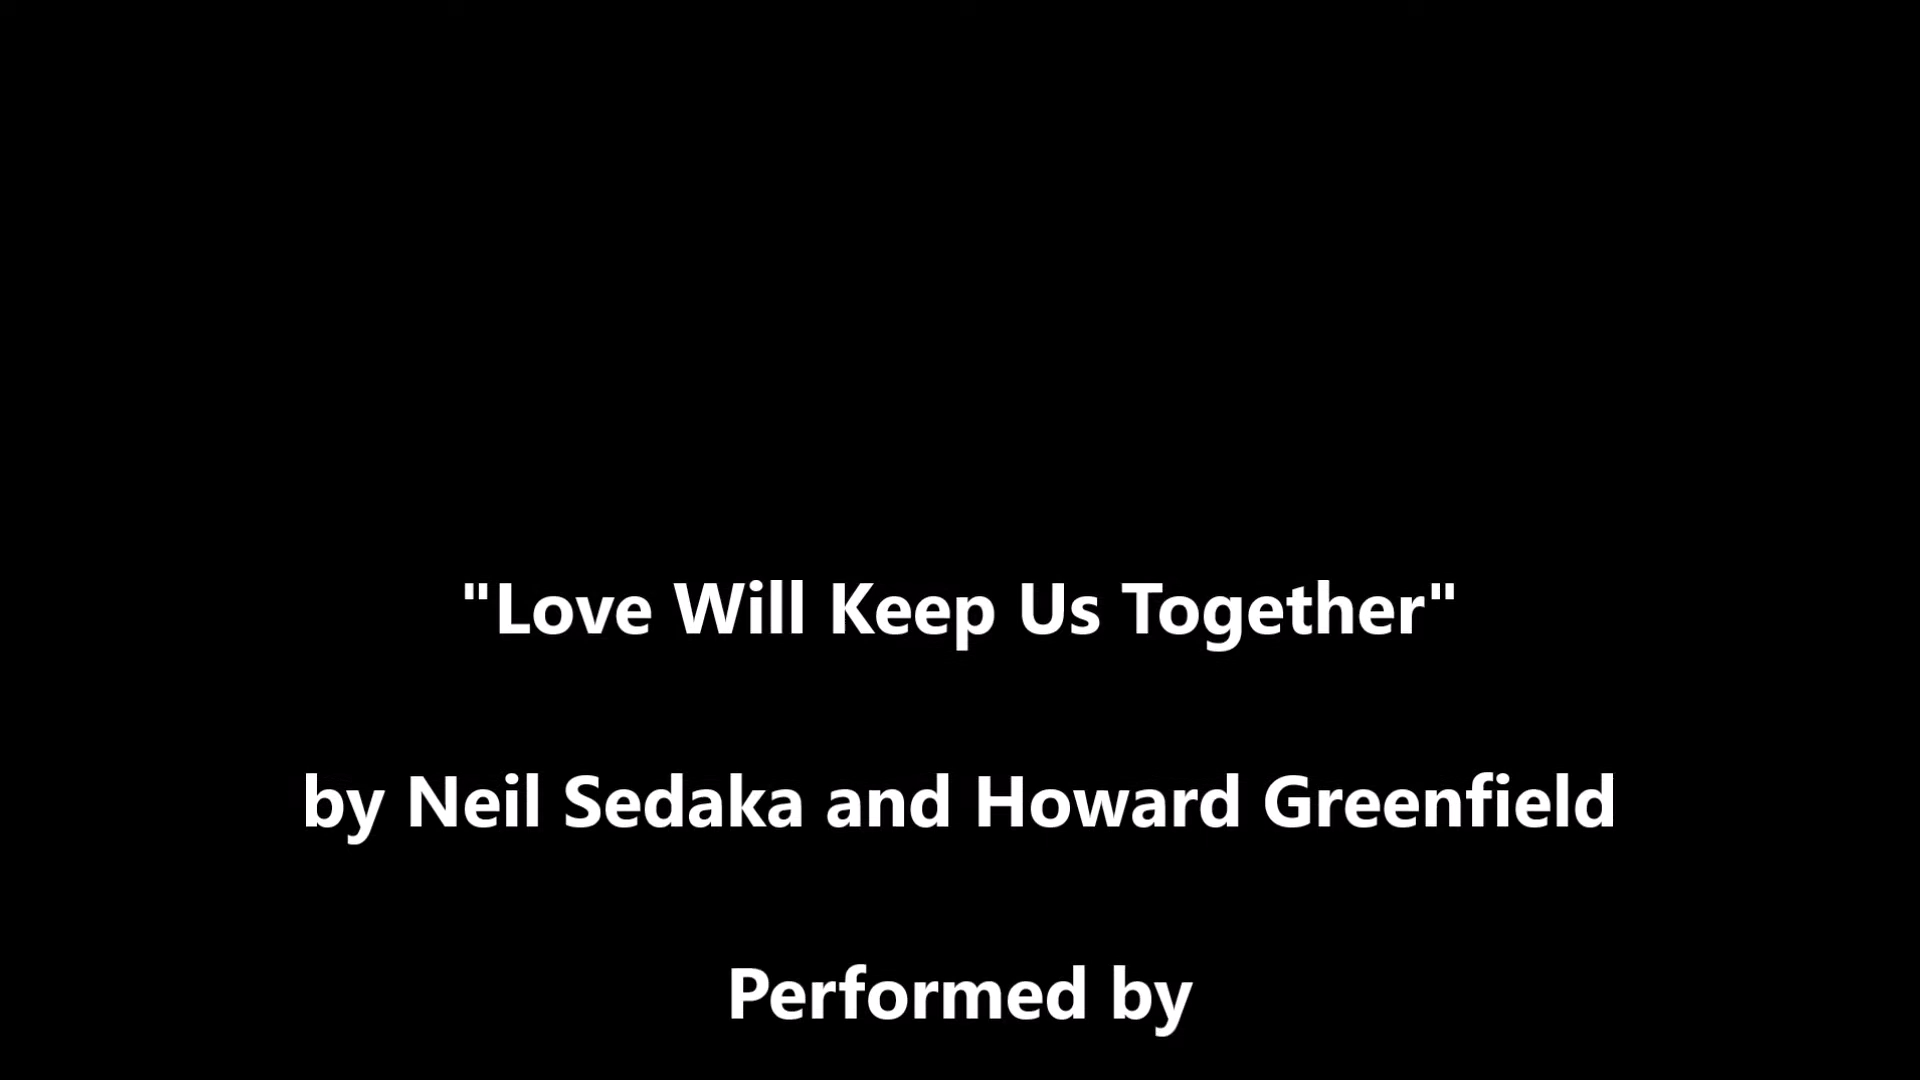 "Love Will Keep Us Together"
by Neil Sedaka and Howard Greenfield
Performed by